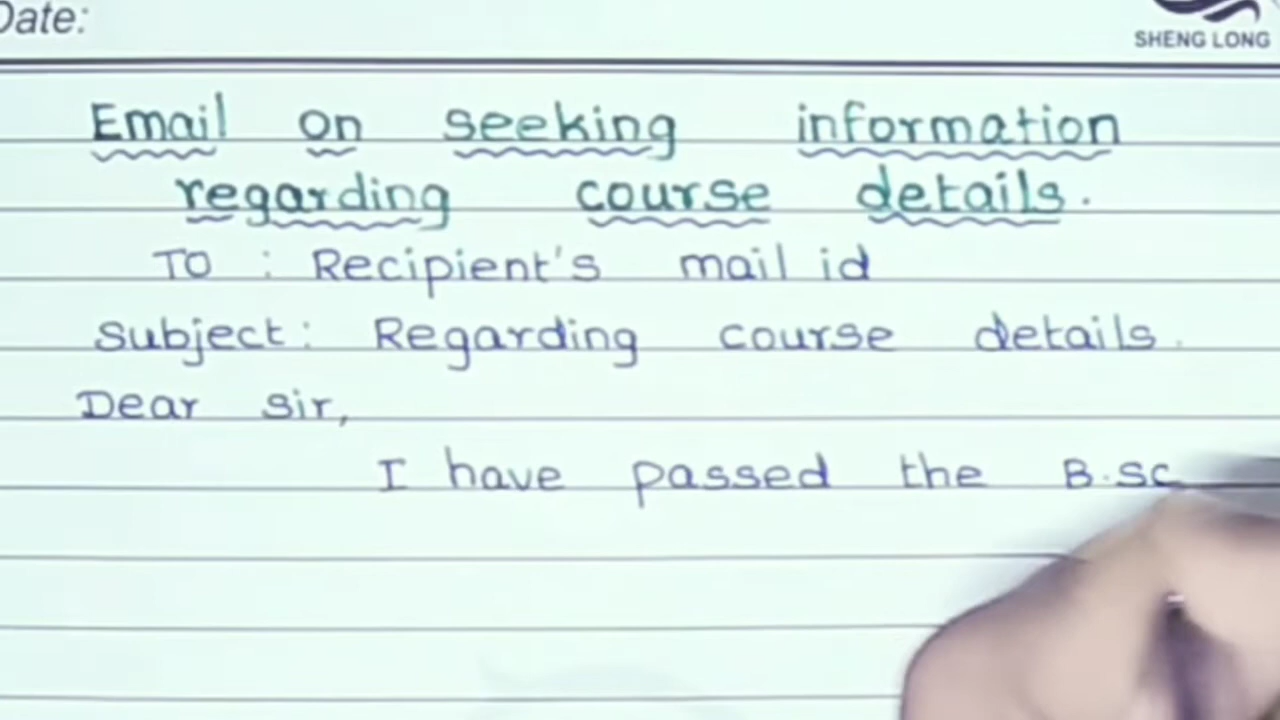 Date:
SHENG LONG
Email on seeking information
regarding course details.
TO : Recipient's mail id
Subject: Regarding course details.
Dear Sir,
I have passed the B.SC